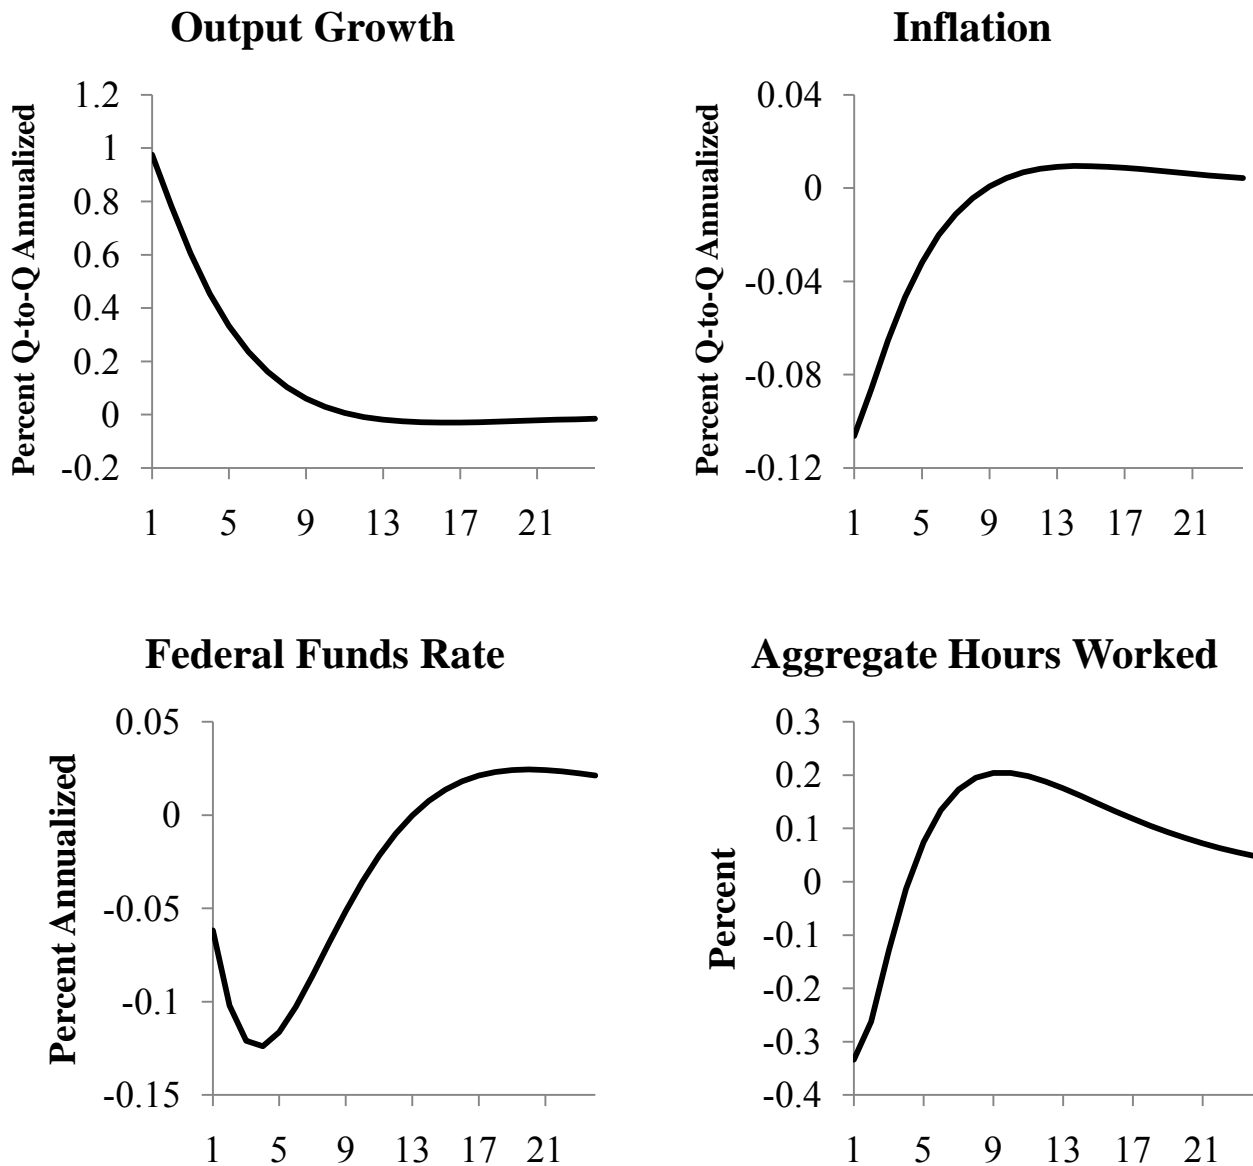 Output Growth
Percent Q-to-Q Annualized
1.2
1
0.8
0.6
0.4
0.2
0
-0.2
1 5 9 13 17 21
Inflation
Percent Q-to-Q Annualized
0.04
0
-0.04
-0.08
-0.12
1 5 9 13 17 21
Federal Funds Rate
Percent Annualized
0.05
0
-0.05
-0.1
-0.15
1 5 9 13 17 21
Aggregate Hours Worked
Percent
0.3
0.2
0.1
0
-0.1
-0.2
-0.3
-0.4
1 5 9 13 17 21